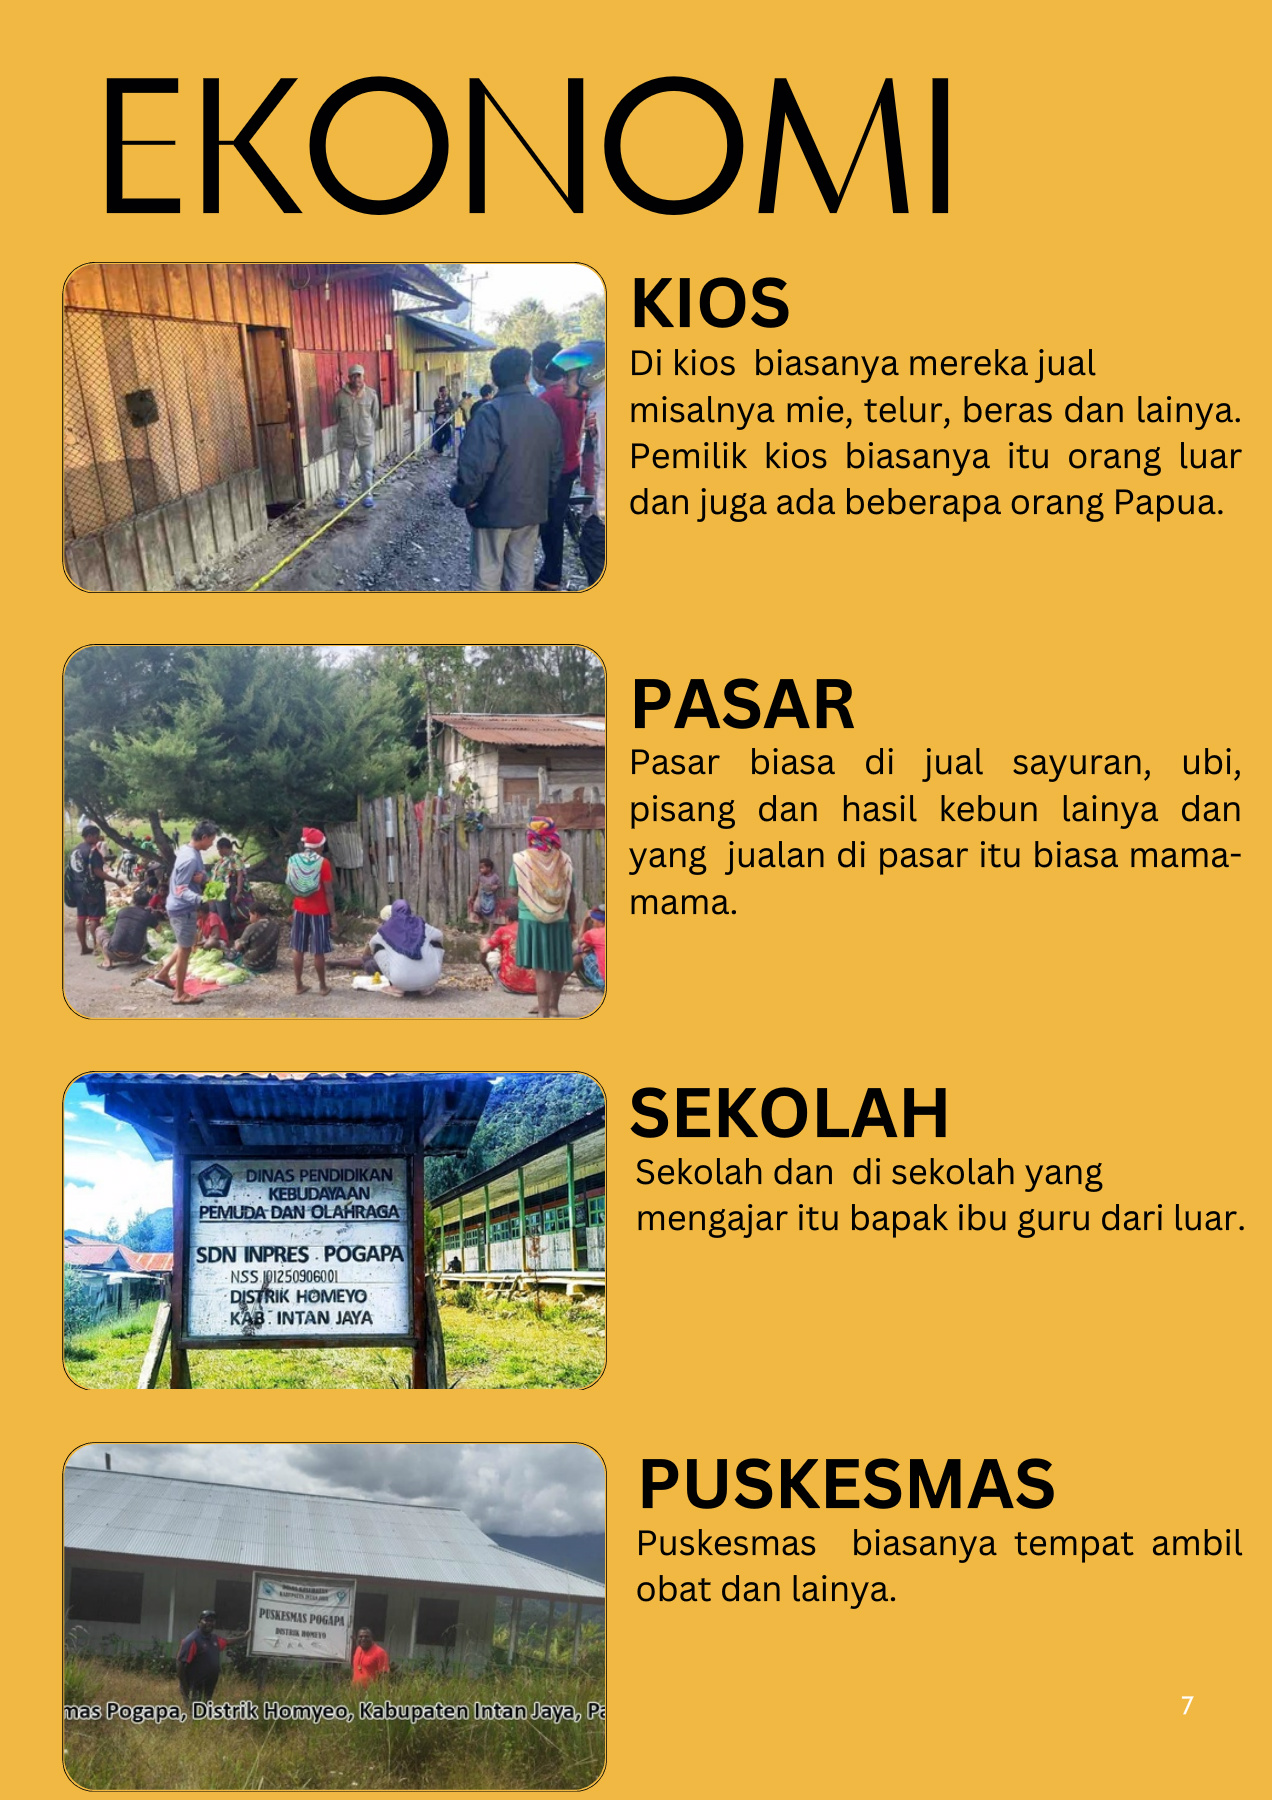 EKONOMI
KIOS
Di kios biasanya mereka jual
misalnya mie, telur, beras dan lainya.
Pemilik kios biasanya itu orang luar
dan juga ada beberapa orang Papua.
PASAR
Pasar biasa di jual sayuran, ubi,
pisang dan hasil kebun lainya dan
yang jualan di pasar itu biasa mama-
mama.
DINAS PENDIDIKAN
KEBUDAYAAN
PEMUDA DAN OLAHRAGA
SDN INPRES POGAPA
NSS 101250906001
DISTRIK HOMEYO
KAB. INTAN JAYA
SEKOLAH
Sekolah dan di sekolah yang
mengajar itu bapak ibu guru dari luar.
PUSKESMAS POGAPA
DISTRIK HOMEYO
mas Pogapa, Distrik Homyeo, Kabupaten Intan Jaya, Pa
PUSKESMAS
Puskesmas biasanya tempat ambil
obat dan lainya.
7